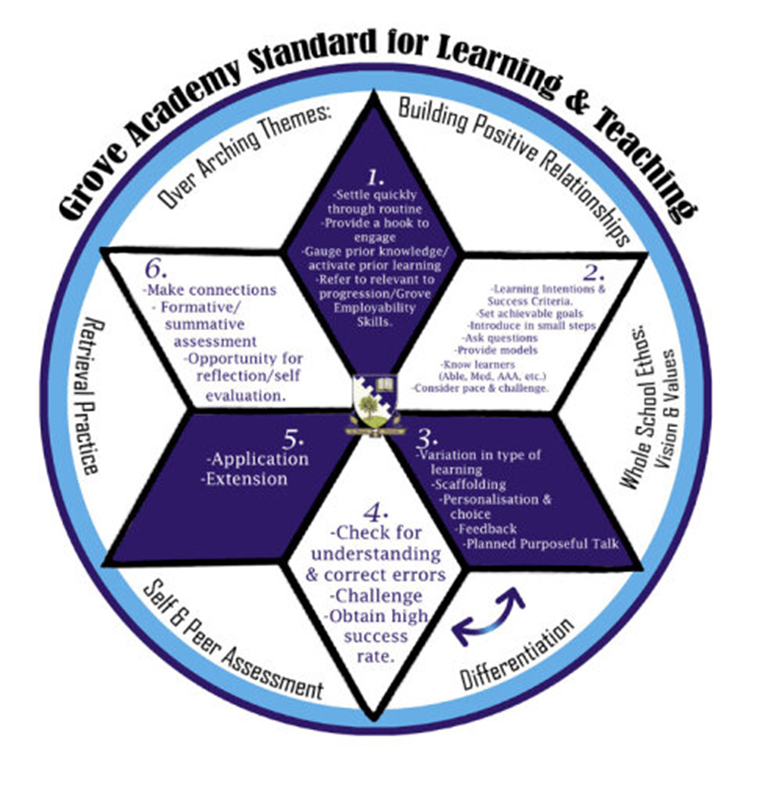 Grove Academy Standard for Learning & Teaching
Over Arching Themes:
Building Positive Relationships
Whole School Ethos:
Vision & Values
Differentiation
Self & Peer Assessment
Retrieval Practice
1.
-Settle quickly
through routine
-Provide a hook to
engage
-Gauge prior knowledge/
activate prior learning
-Refer to relevant to
progression/Grove
Employability
Skills.
2.
-Learning Intentions &
Success Criteria.
-Set achievable goals
-Introduce in small steps
-Ask questions
-Provide models
-Know learners
(Able, Med, AAA, etc.)
-Consider pace & challenge.
3.
-Variation in type of
learning
-Scaffolding
-Personalisation &
choice
-Feedback
-Planned Purposeful Talk
4.
-Check for
understanding
& correct errors
-Challenge
-Obtain high
success
rate.
5.
-Application
-Extension
6.
-Make connections
- Formative/
summative
assessment
-Opportunity for
reflection/self
evaluation.